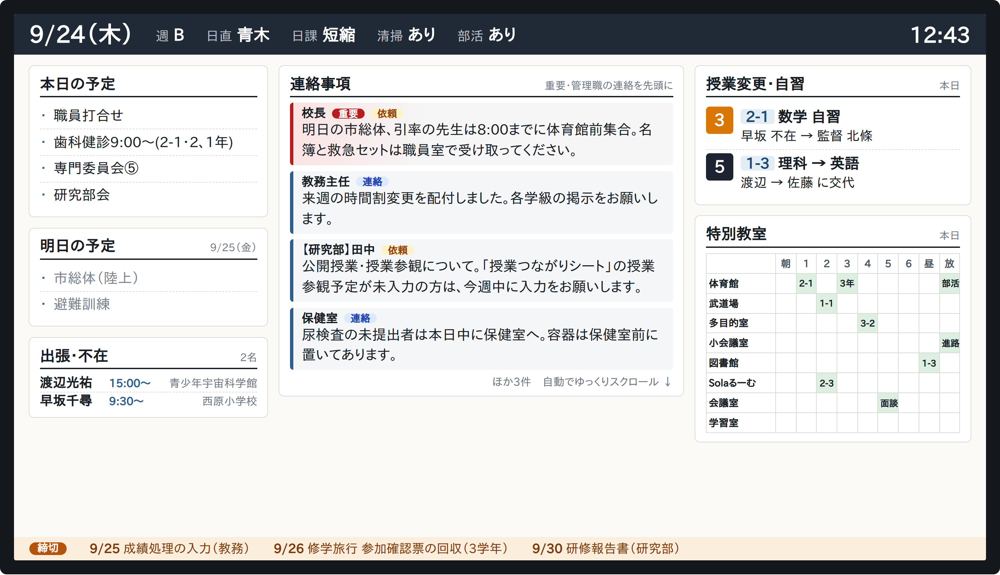 9/24（木） 週 B 日直 青木 日課 短縮 清掃 あり 部活 あり 12:43
本日の予定
・ 職員打合せ
・ 歯科健診9:00～(2-1・2、1年)
・ 専門委員会⑤
・ 研究部会
明日の予定 9/25（金）
・ 市総体（陸上）
・ 避難訓練
出張・不在 2名
渡辺光祐 15:00～ 青少年宇宙科学館
早坂千尋 9:30～ 西原小学校
連絡事項 重要・管理職の連絡を先頭に
校長 重要 依頼
明日の市総体、引率の先生は8:00までに体育館前集合。名
簿と救急セットは職員室で受け取ってください。
教務主任 連絡
来週の時間割変更を配付しました。各学級の掲示をお願いし
ます。
【研究部】田中 依頼
公開授業・授業参観について。「授業つながりシート」の授業
参観予定が未入力の方は、今週中に入力をお願いします。
保健室 連絡
尿検査の未提出者は本日中に保健室へ。容器は保健室前に
置いてあります。
ほか3件 自動でゆっくりスクロール ↓
授業変更・自習 本日
3 2-1 数学 自習
早坂 不在 → 監督 北條
5 1-3 理科 → 英語
渡辺 → 佐藤 に交代
特別教室 本日
朝 1 2 3 4 5 6 昼 放
体育館 2-1 3年 部活
武道場 1-1
多目的室 3-2
小会議室 進路
図書館 1-3
Solaるーむ 2-3
会議室 面談
学習室
締切 9/25 成績処理の入力（教務） 9/26 修学旅行 参加確認票の回収（3学年） 9/30 研修報告書（研究部）